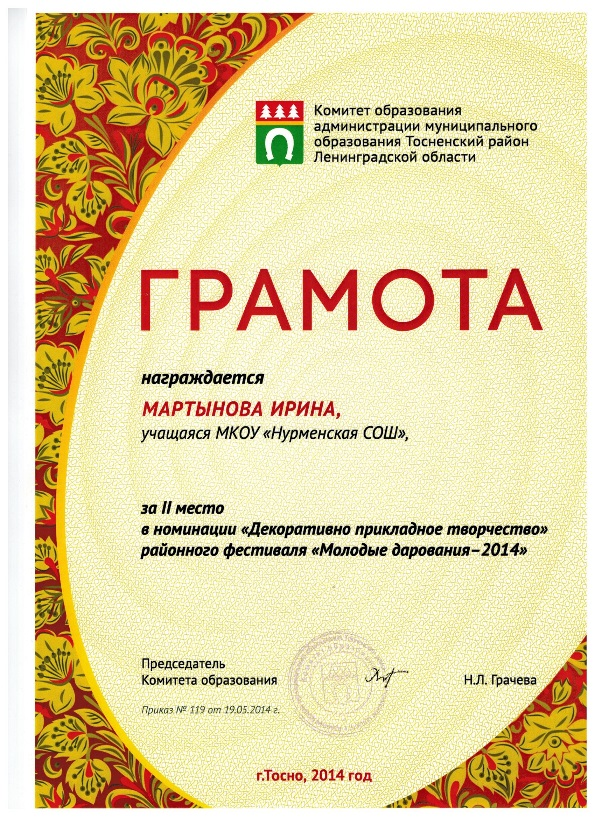 Комитет образования
администрации муниципального
образования Тосненский район
Ленинградской области
ГРАМОТА
награждается
МАРТЫНОВА ИРИНА,
учащаяся МКОУ «Нурменская СОШ»,
за II место
в номинации «Декоративно прикладное творчество»
районного фестиваля «Молодые дарования–2014»
Председатель
Комитета образования
Н.Л. Грачева
Приказ № 119 от 19.05.2014 г.
г.Тосно, 2014 год